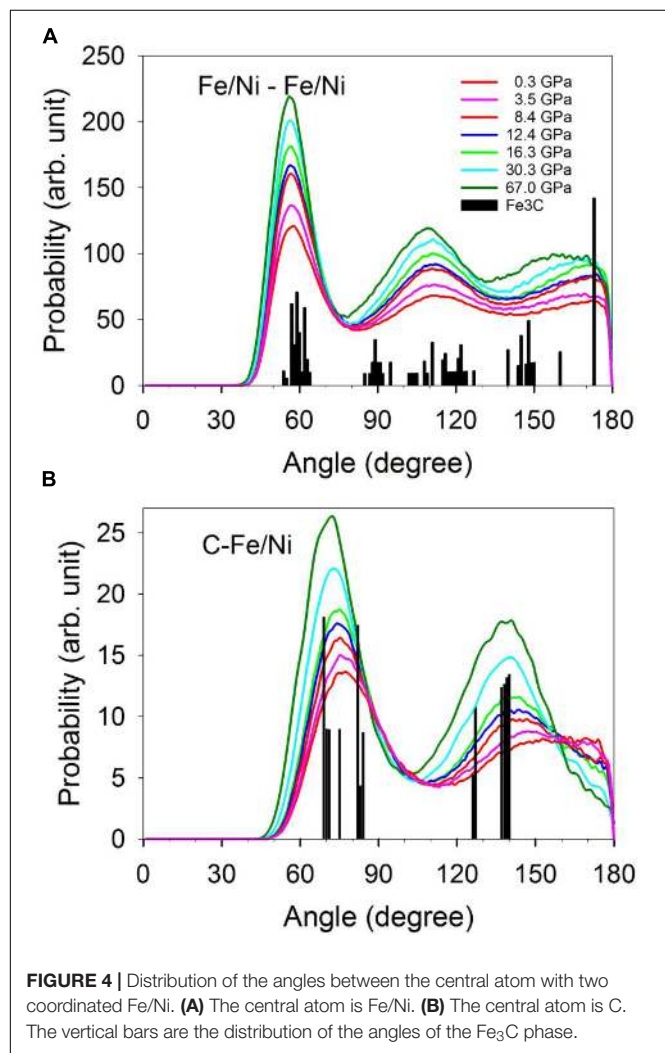 A
Fe/Ni - Fe/Ni
0.3 GPa
3.5 GPa
8.4 GPa
12.4 GPa
16.3 GPa
30.3 GPa
67.0 GPa
Fe3C
Probability (arb. unit)
250
200
150
100
50
0
0 30 60 90 120 150 180
Angle (degree)
B
C-Fe/Ni
Probability (arb. unit)
25
20
15
10
5
0
0 30 60 90 120 150 180
Angle (degree)
FIGURE 4 | Distribution of the angles between the central atom with two
coordinated Fe/Ni. (A) The central atom is Fe/Ni. (B) The central atom is C.
The vertical bars are the distribution of the angles of the Fe₃C phase.